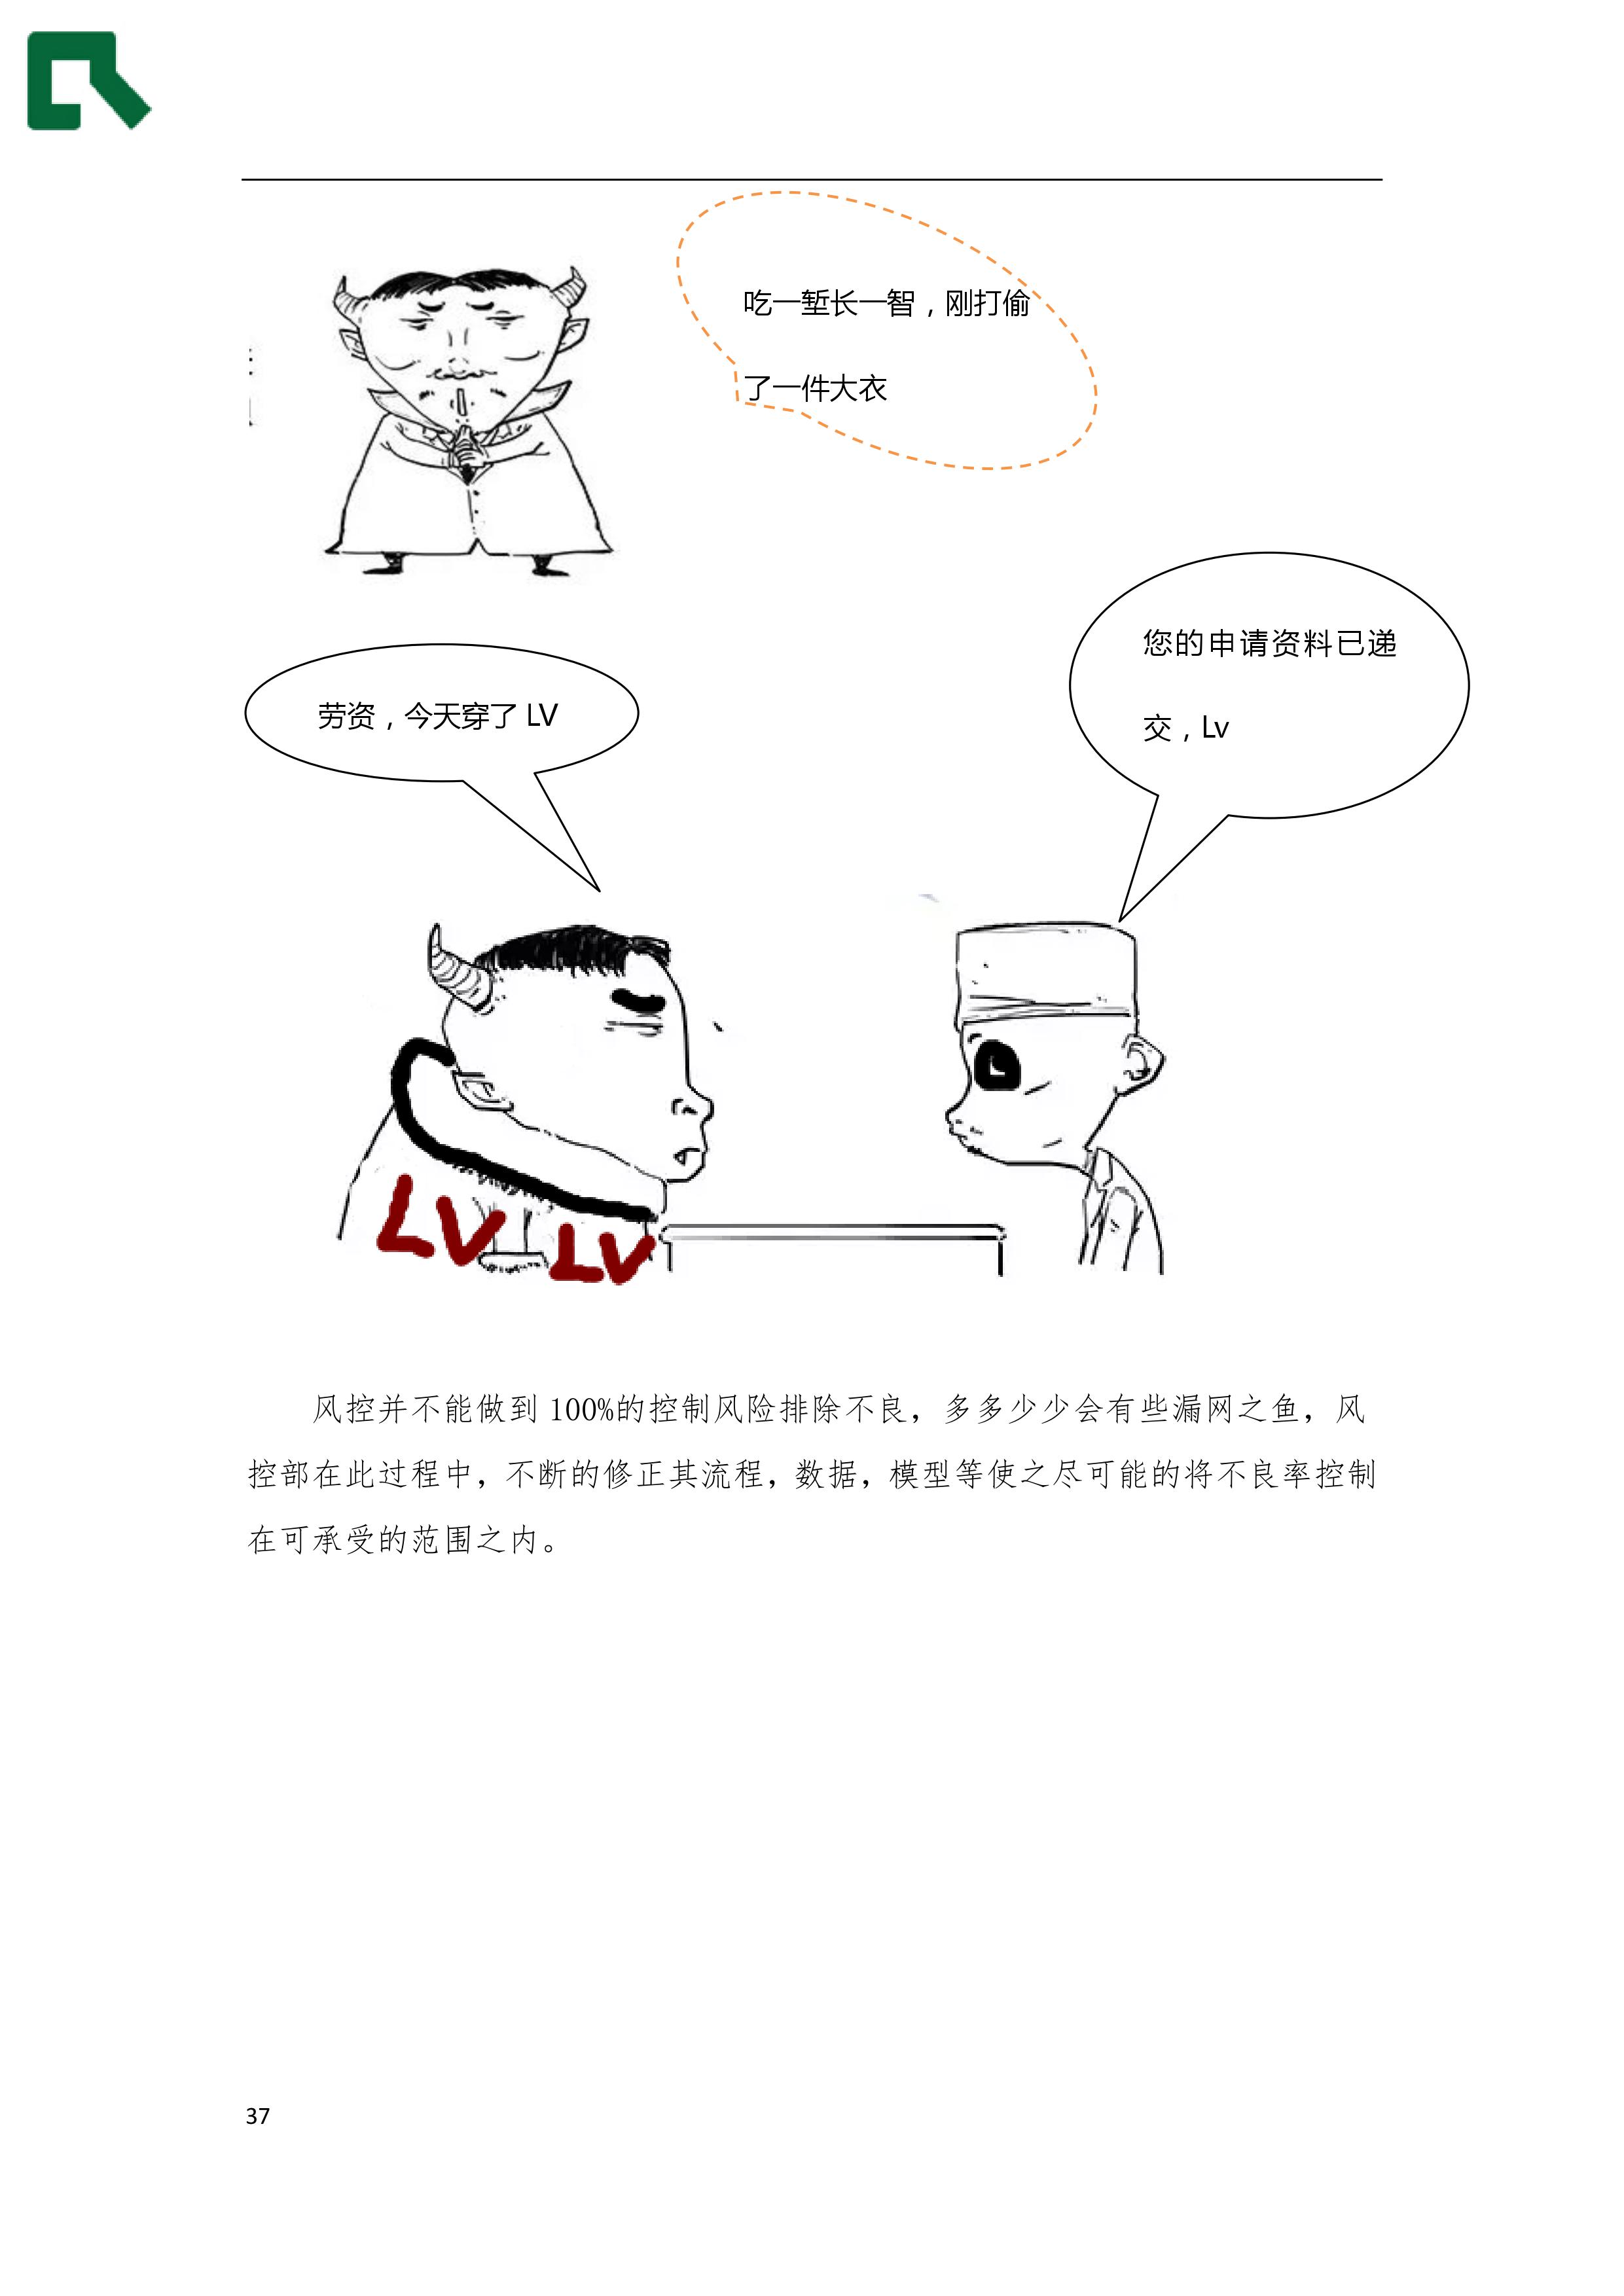 吃一堑长一智，刚打偷
了一件大衣
您的申请资料已递
交，Lv
劳资，今天穿了 LV
LV LV
风控并不能做到 100%的控制风险排除不良，多多少少会有些漏网之鱼，风
控部在此过程中，不断的修正其流程，数据，模型等使之尽可能的将不良率控制
在可承受的范围之内。
37